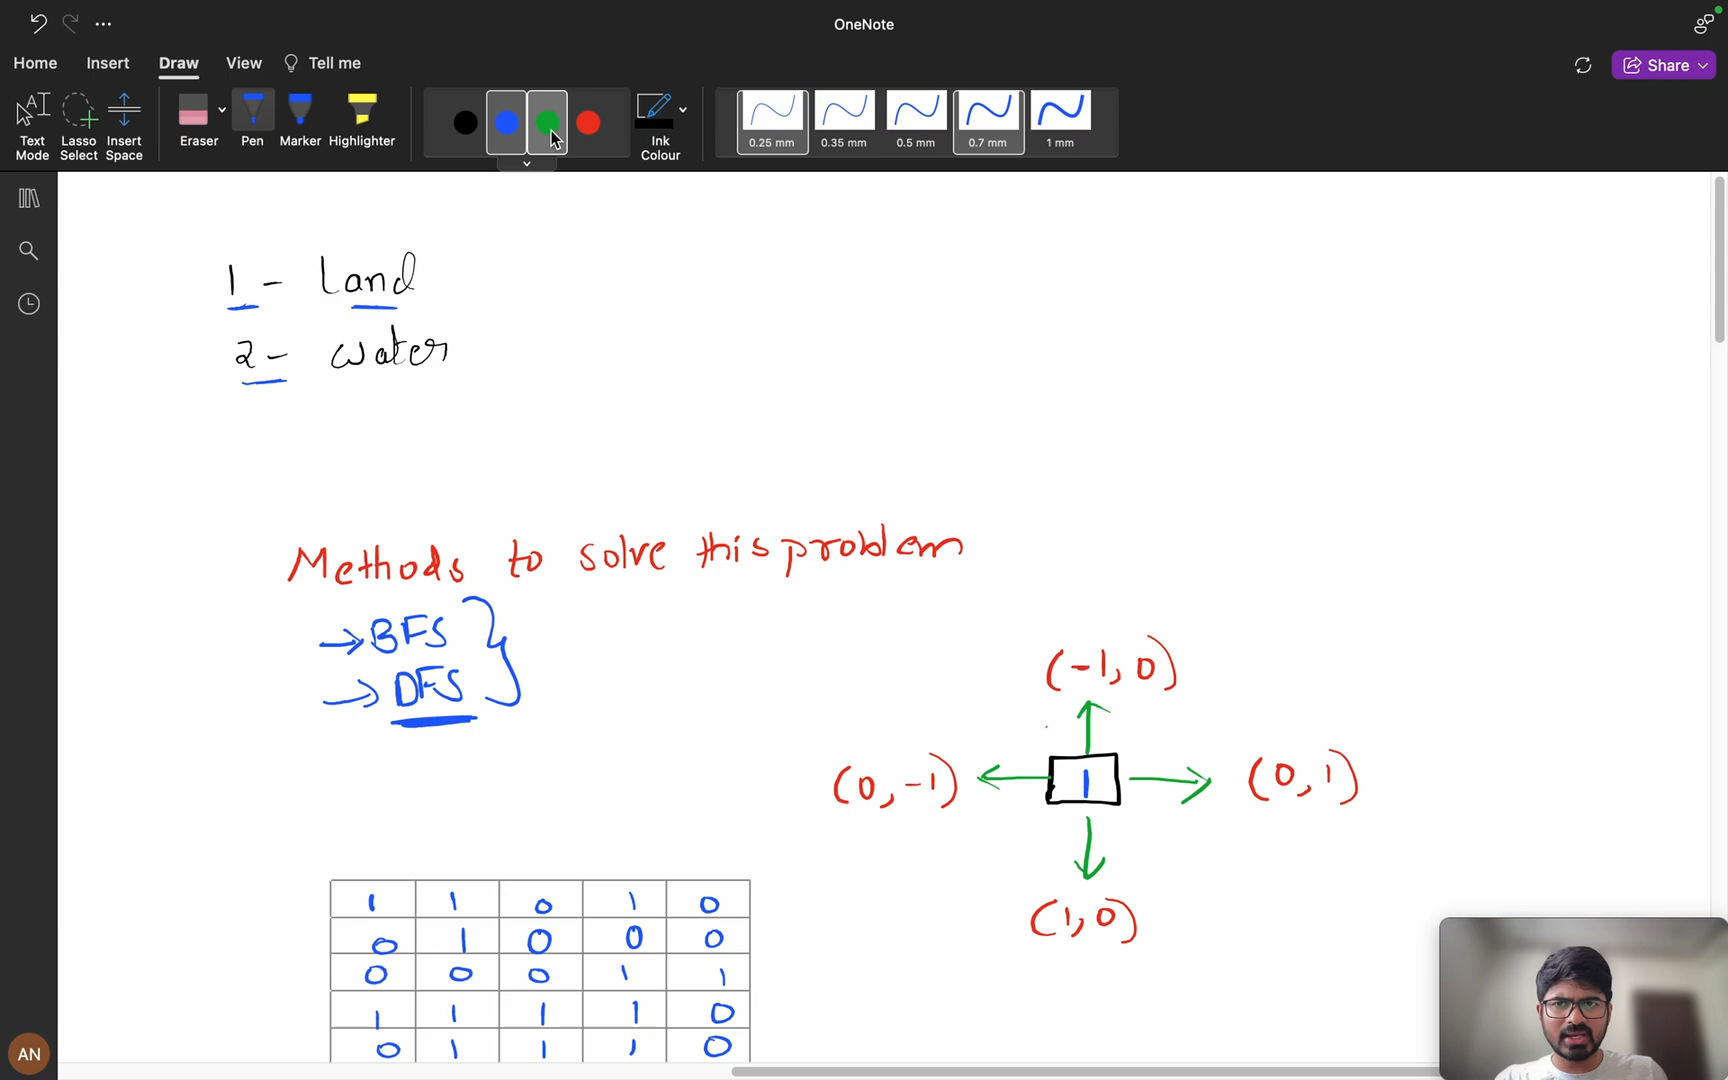 OneNote
Home Insert Draw View Tell me
Share
Text Mode
Lasso Select
Insert Space
Eraser
Pen
Marker
Highlighter
Ink Colour
0.25 mm
0.35 mm
0.5 mm
0.7 mm
1 mm
1 - land
2 - water
Methods to solve this problem
→ BFS
→ DFS
(-1, 0)
(0, -1) 1 (0, 1)
(1, 0)
1 1 0 1 0
0 1 0 0 0
0 0 0 1 1
1 1 1 1 0
0 1 1 1 0
AN